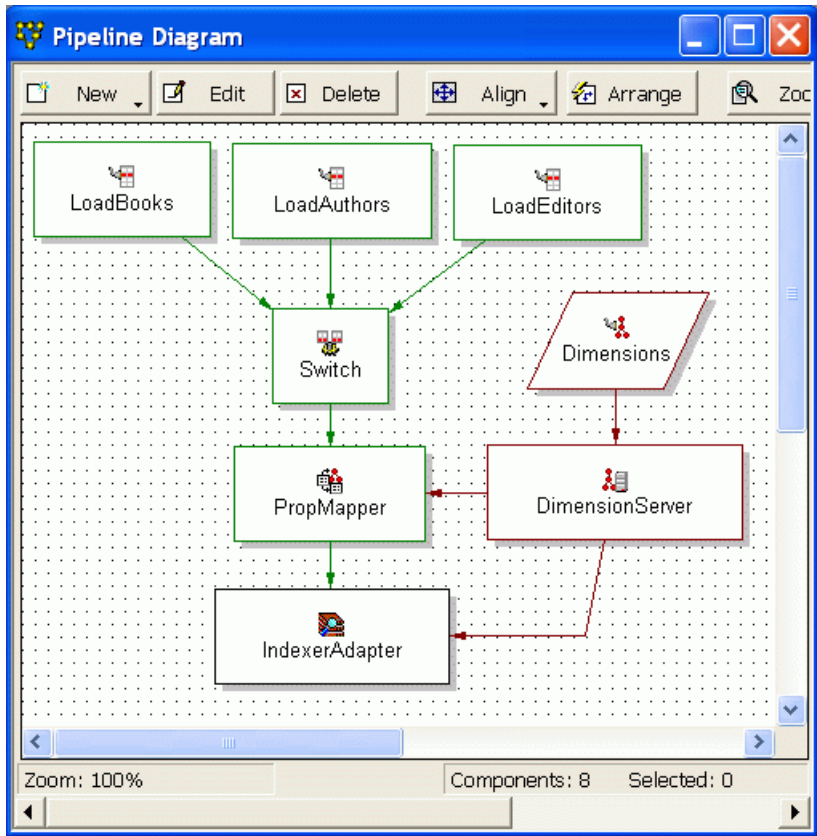 Pipeline Diagram
New Edit Delete Align Arrange Zoc
LoadBooks LoadAuthors LoadEditors
Switch Dimensions
PropMapper DimensionServer
IndexerAdapter
Zoom: 100% Components: 8 Selected: 0